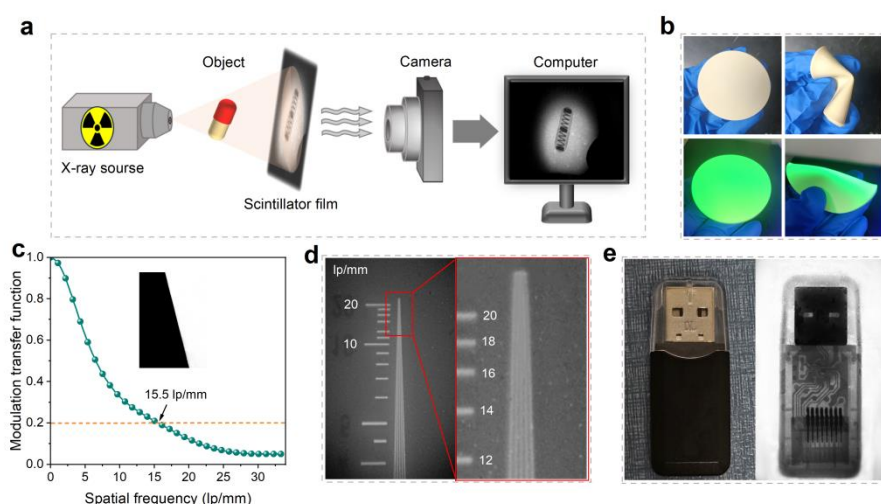 a
Object
Camera
Computer
X-ray sourse
Scintillator film
b
c
Modulation transfer function
1.0
0.8
0.6
0.4
0.2
0.0
15.5 lp/mm
0 5 10 15 20 25 30
Spatial frequency (lp/mm)
d
lp/mm
20
10
20
18
16
14
12
e